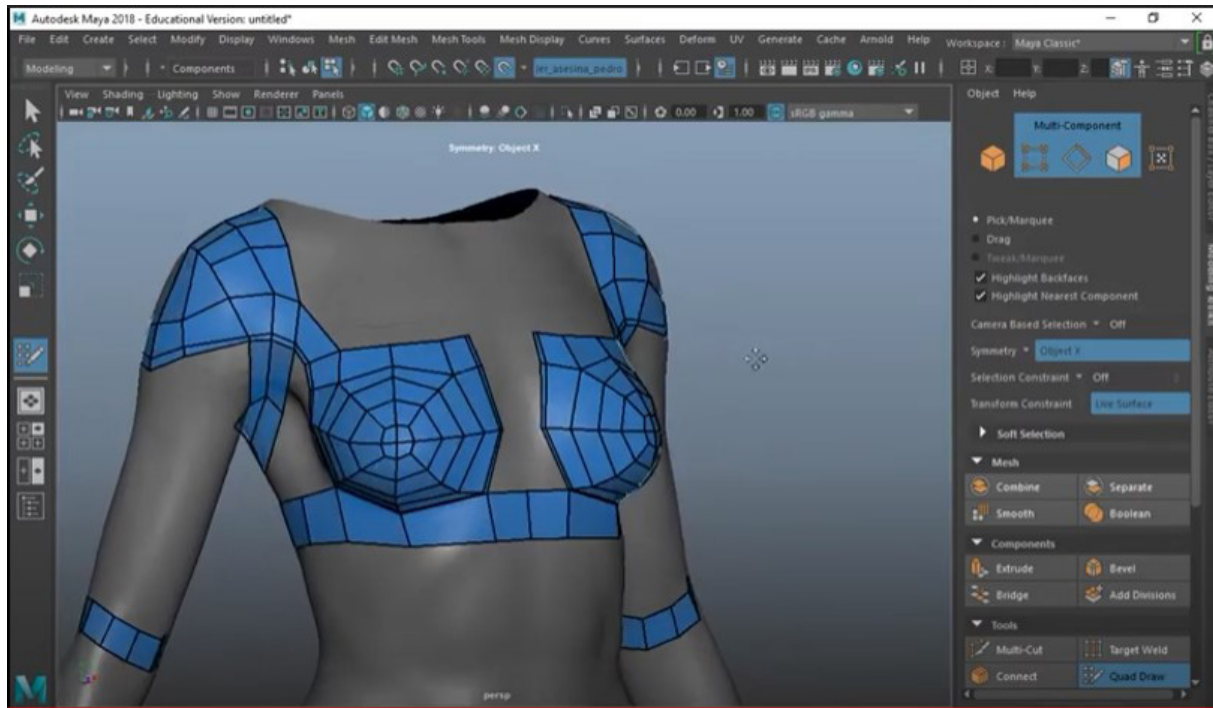 Autodesk Maya 2018 - Educational Version: untitled*
File Edit Create Select Modify Display Windows Mesh Edit Mesh Mesh Tools Mesh Display Curves Surfaces Deform UV Generate Cache Arnold Help Workspace: Maya Classic*
Modeling Components jer_asesina_pedro X: Y: Z:
View Shading Lighting Show Renderer Panels
0.00 1.00 sRGB gamma
Symmetry: Object X
persp
Object Help
Multi-Component
Pick/Marquee
Drag
Tweak/Marquee
Highlight Backfaces
Highlight Nearest Component
Camera Based Selection Off
Symmetry Object X
Selection Constraint Off
Transform Constraint Live Surface
Soft Selection
Mesh
Combine Separate
Smooth Boolean
Components
Extrude Bevel
Bridge Add Divisions
Tools
Multi-Cut Target Weld
Connect Quad Draw